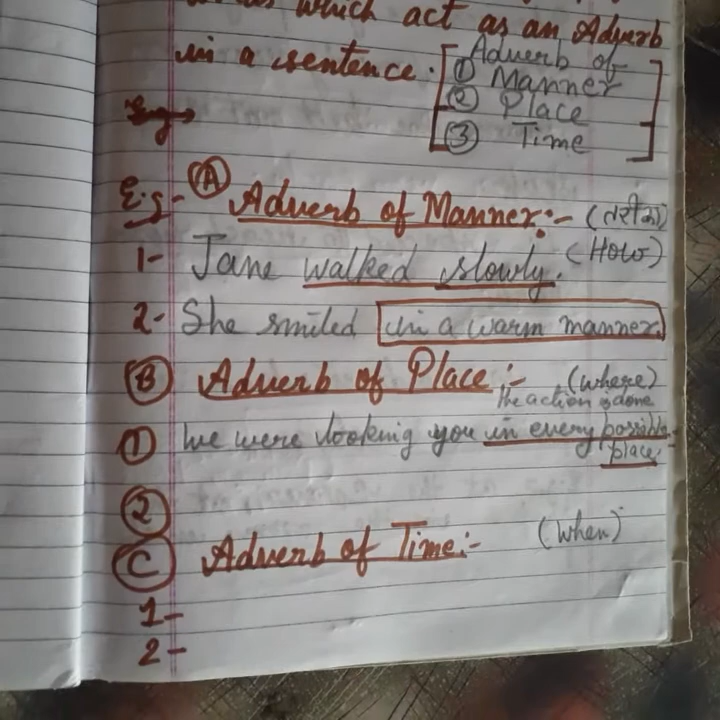 which act as an Adverb
in a sentence. Adverb of
① Manner
② Place
③ Time
Eg→
E.g- Ⓐ Adverb of Manner:- (तरीका)
(How)
1- Jane walked slowly.
2- She smiled in a warm manner.
Ⓑ Adverb of Place:- (where)
the action is done
① We were looking you in every possible
place.
②
Ⓒ Adverb of Time:- (when)
1-
2-